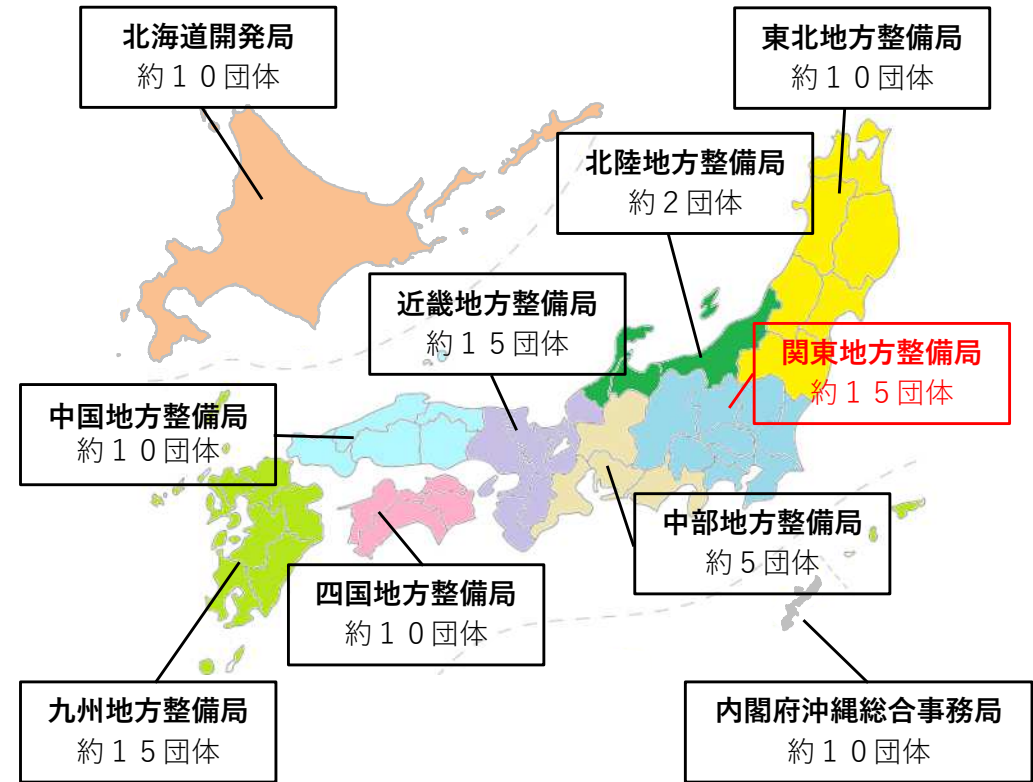 北海道開発局
約１０団体
東北地方整備局
約１０団体
北陸地方整備局
約２団体
近畿地方整備局
約１５団体
関東地方整備局
約１５団体
中国地方整備局
約１０団体
中部地方整備局
約５団体
四国地方整備局
約１０団体
九州地方整備局
約１５団体
内閣府沖縄総合事務局
約１０団体